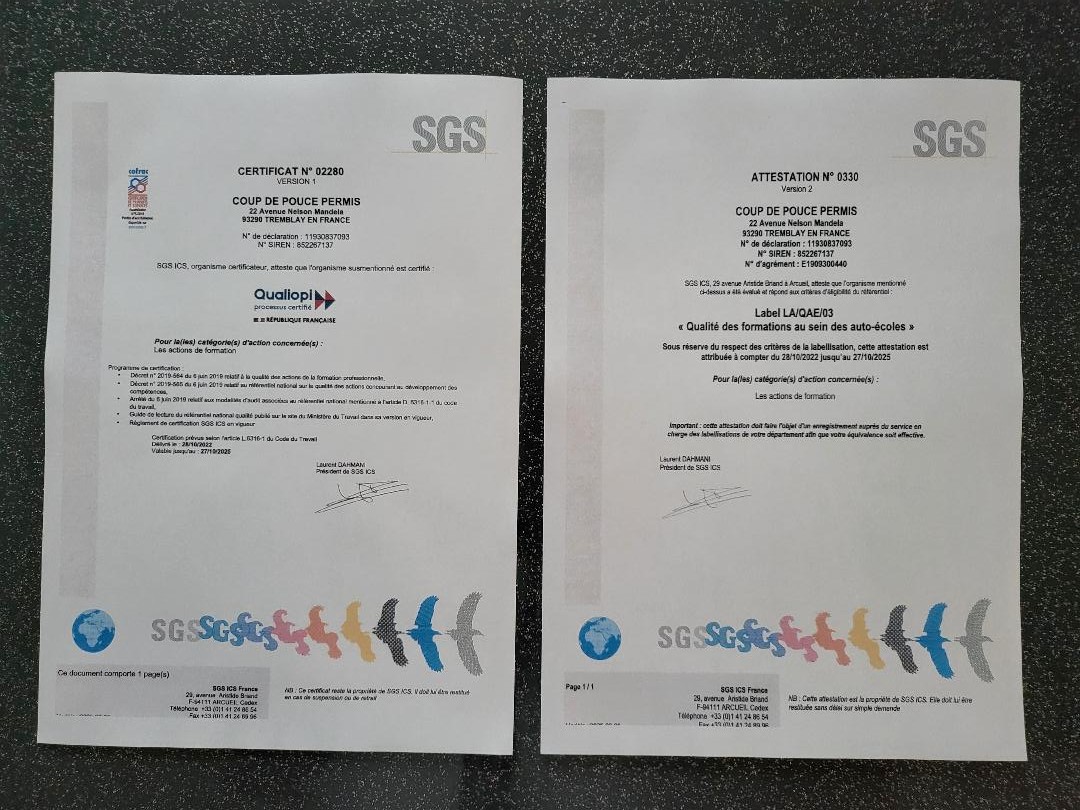 SGS
cofrac
CERTIFICAT N° 02280
VERSION 1
COUP DE POUCE PERMIS
22 Avenue Nelson Mandela
93290 TREMBLAY EN FRANCE
N° de déclaration : 11930837093
N° SIREN : 852267137
SGS ICS, organisme certificateur, atteste que l'organisme susmentionné est certifié :
Qualiopi
processus certifié
RÉPUBLIQUE FRANÇAISE
Pour la(les) catégorie(s) d'action concernée(s) :
Les actions de formation
Programme de certification :
• Décret n° 2019-564 du 6 juin 2019 relatif à la qualité des actions de la formation professionnelle,
• Décret n° 2019-565 du 6 juin 2019 relatif au référentiel national sur la qualité des actions concourant au développement des
compétences,
• Arrêté du 6 juin 2019 relatif aux modalités d'audit associées au référentiel national mentionné à l'article D. 6316-1-1 du code
du travail,
• Guide de lecture du référentiel national qualité publié sur le site du Ministère du Travail dans sa version en vigueur,
• Règlement de certification SGS ICS en vigueur
Certification prévue selon l'article L.6316-1 du Code du Travail
Délivré le : 28/10/2022
Valable jusqu'au : 27/10/2025
Laurent DAHMANI
Président de SGS ICS
SGS
Ce document comporte 1 page(s)
SGS ICS France
29, avenue Aristide Briand
F-94111 ARCUEIL Cedex
Téléphone +33 (0)1 41 24 86 54
Fax +33 (0)1 41 24 89 96
NB : Ce certificat reste la propriété de SGS ICS. Il doit lui être restitué
en cas de suspension ou de retrait
SGS
ATTESTATION N° 0330
Version 2
COUP DE POUCE PERMIS
22 Avenue Nelson Mandela
93290 TREMBLAY EN FRANCE
N° de déclaration : 11930837093
N° SIREN : 852267137
N° d'agrément : E1909300440
SGS ICS, 29 avenue Aristide Briand à Arcueil, atteste que l'organisme mentionné
ci-dessus a été évalué et répond aux critères d'éligibilité du référentiel :
Label LA/QAE/03
« Qualité des formations au sein des auto-écoles »
Sous réserve du respect des critères de la labellisation, cette attestation est
attribuée à compter du 28/10/2022 jusqu'au 27/10/2025
Pour la(les) catégorie(s) d'action concernée(s) :
Les actions de formation
Important : cette attestation doit faire l'objet d'un enregistrement auprès du service en
charge des labellisations de votre département afin que votre équivalence soit effective.
Laurent DAHMANI
Président de SGS ICS
SGS
Page 1 / 1
SGS ICS France
29, avenue Aristide Briand
F-94111 ARCUEIL Cedex
Téléphone +33 (0)1 41 24 86 54
Fax +33 (0)1 41 24 89 96
NB : Cette attestation est la propriété de SGS ICS. Elle doit lui être
restituée sans délai sur simple demande